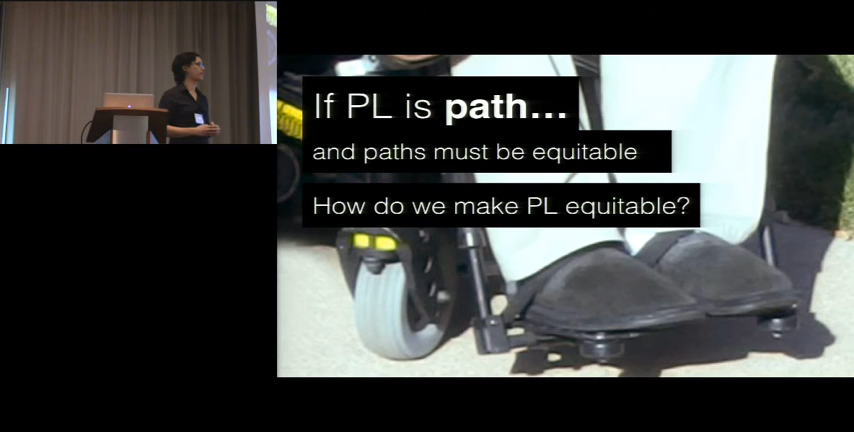 If PL is path...
and paths must be equitable
How do we make PL equitable?